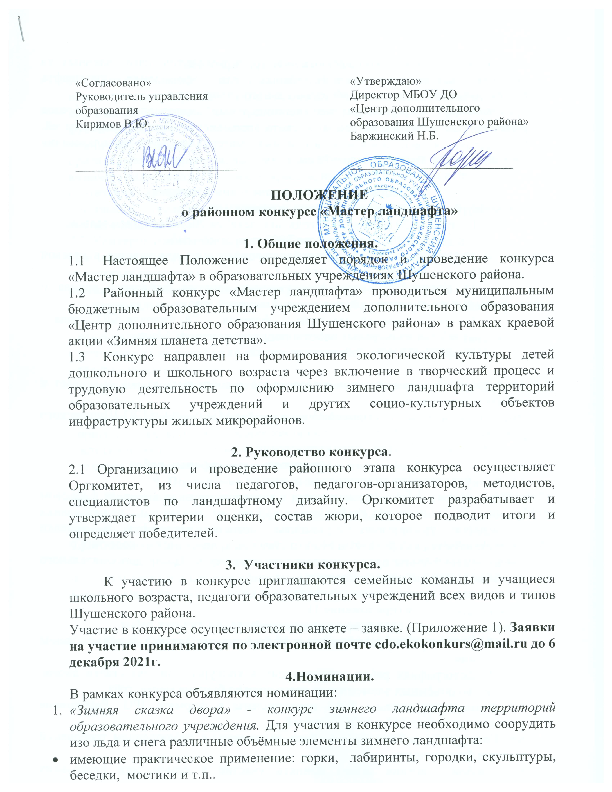 «Согласовано»
Руководитель управления
образования
Киримов В.Ю.
«Утверждаю»
Директор МБОУ ДО
«Центр дополнительного
образования Шушенского района»
Баржинский Н.Б.
ПОЛОЖЕНИЕ
о районном конкурсе «Мастер ландшафта»
1. Общие положения.
1.1 Настоящее Положение определяет порядок и проведение конкурса
«Мастер ландшафта» в образовательных учреждениях Шушенского района.
1.2 Районный конкурс «Мастер ландшафта» проводиться муниципальным
бюджетным образовательным учреждением дополнительного образования
«Центр дополнительного образования Шушенского района» в рамках краевой
акции «Зимняя планета детства».
1.3 Конкурс направлен на формирования экологической культуры детей
дошкольного и школьного возраста через включение в творческий процесс и
трудовую деятельность по оформлению зимнего ландшафта территорий
образовательных учреждений и других социо-культурных объектов
инфраструктуры жилых микрорайонов.
2. Руководство конкурса.
2.1 Организацию и проведение районного этапа конкурса осуществляет
Оргкомитет, из числа педагогов, педагогов-организаторов, методистов,
специалистов по ландшафтному дизайну. Оргкомитет разрабатывает и
утверждает критерии оценки, состав жюри, которое подводит итоги и
определяет победителей.
3. Участники конкурса.
К участию в конкурсе приглашаются семейные команды и учащиеся
школьного возраста, педагоги образовательных учреждений всех видов и типов
Шушенского района.
Участие в конкурсе осуществляется по анкете – заявке. (Приложение 1). Заявки
на участие принимаются по электронной почте cdo.ekokonkurs@mail.ru до 6
декабря 2021г.
4.Номинации.
В рамках конкурса объявляются номинации:
1. «Зимняя сказка двора» - конкурс зимнего ландшафта территорий
образовательного учреждения. Для участия в конкурсе необходимо соорудить
изо льда и снега различные объёмные элементы зимнего ландшафта:
• имеющие практическое применение: горки, лабиринты, городки, скульптуры,
беседки, мостики и т.п..